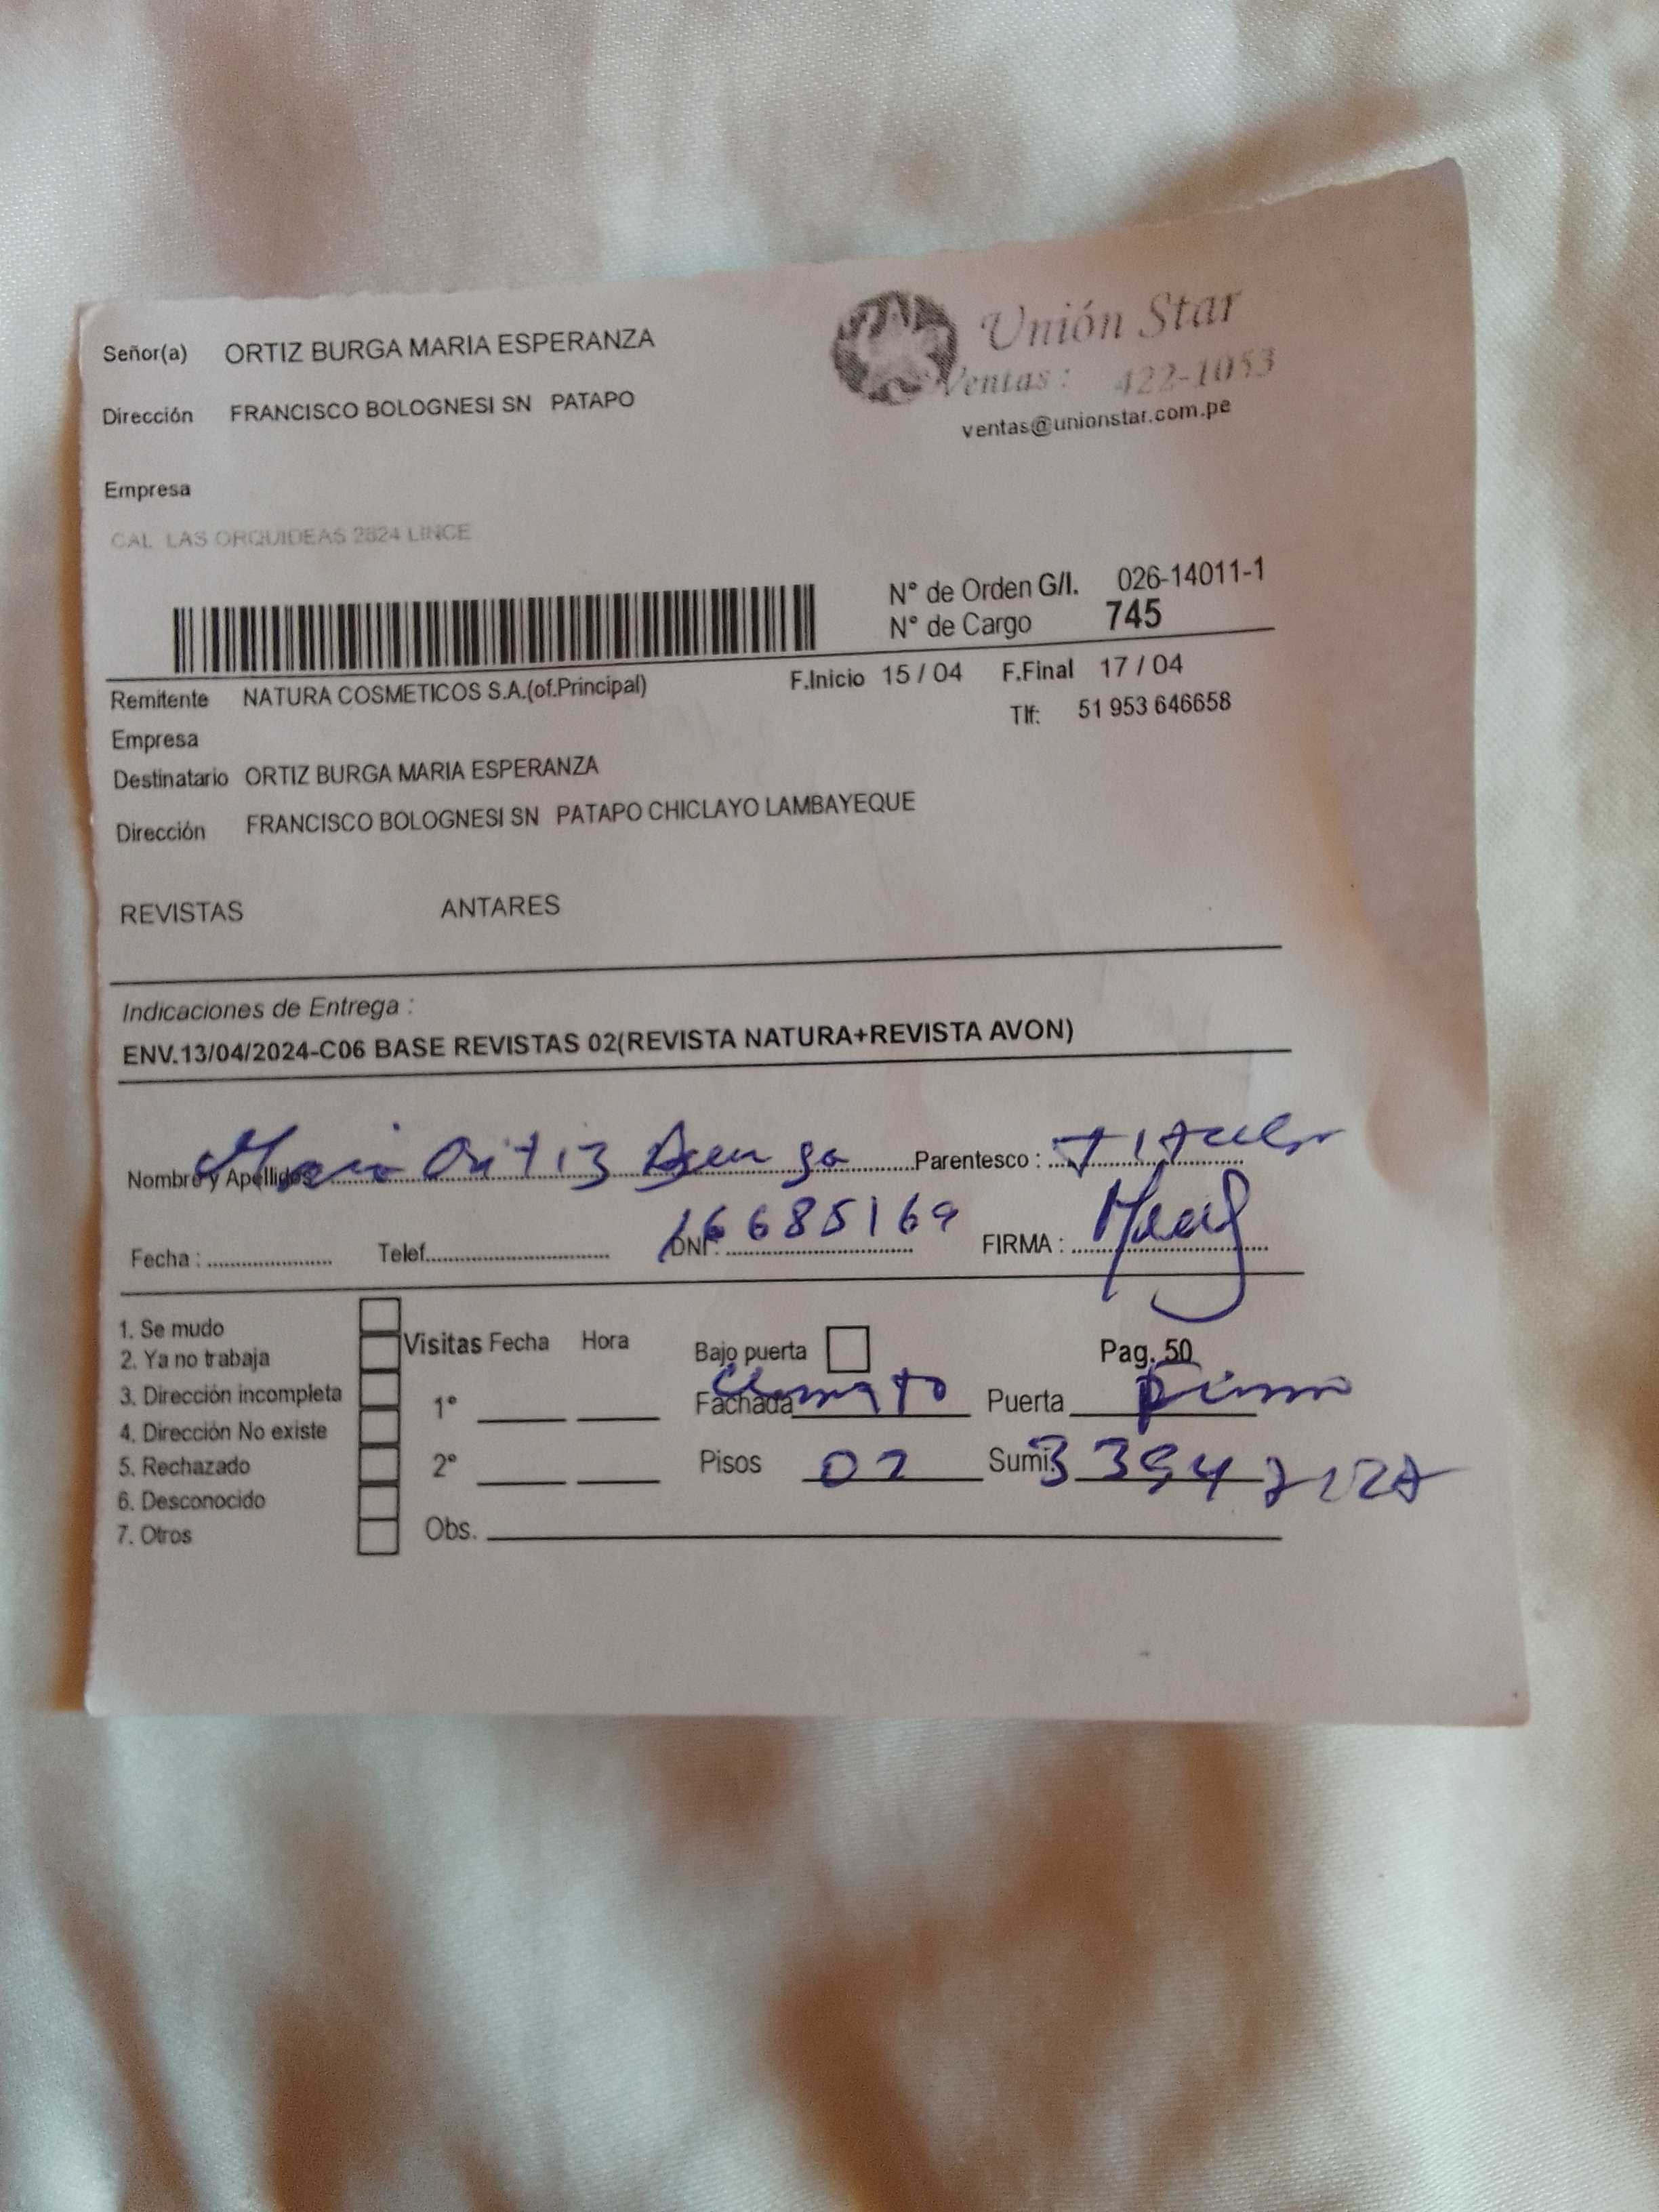 Señor(a) ORTIZ BURGA MARIA ESPERANZA
Unión Star
Ventas: 422-1053
ventas@unionstar.com.pe
Dirección FRANCISCO BOLOGNESI SN PATAPO
Empresa
CAL LAS ORQUIDEAS 2824 LINCE
N° de Orden G/I. 026-14011-1
N° de Cargo 745
F.Inicio 15 / 04 F.Final 17 / 04
Remitente NATURA COSMETICOS S.A.(of.Principal)
Tlf: 51 953 646658
Empresa
Destinatario ORTIZ BURGA MARIA ESPERANZA
Dirección FRANCISCO BOLOGNESI SN PATAPO CHICLAYO LAMBAYEQUE
REVISTAS ANTARES
Indicaciones de Entrega :
ENV.13/04/2024-C06 BASE REVISTAS 02(REVISTA NATURA+REVISTA AVON)
Nombre y Apellidos Maria Ortiz Burga Parentesco : Titular
Fecha : Telef. DNI: 16685169 FIRMA :
1. Se mudo
2. Ya no trabaja
3. Dirección incompleta
4. Dirección No existe
5. Rechazado
6. Desconocido
7. Otros
Visitas Fecha Hora
1°
2°
Obs.
Bajo puerta Pag. 50
Fachada Puerta
Pisos 02 Sumi.